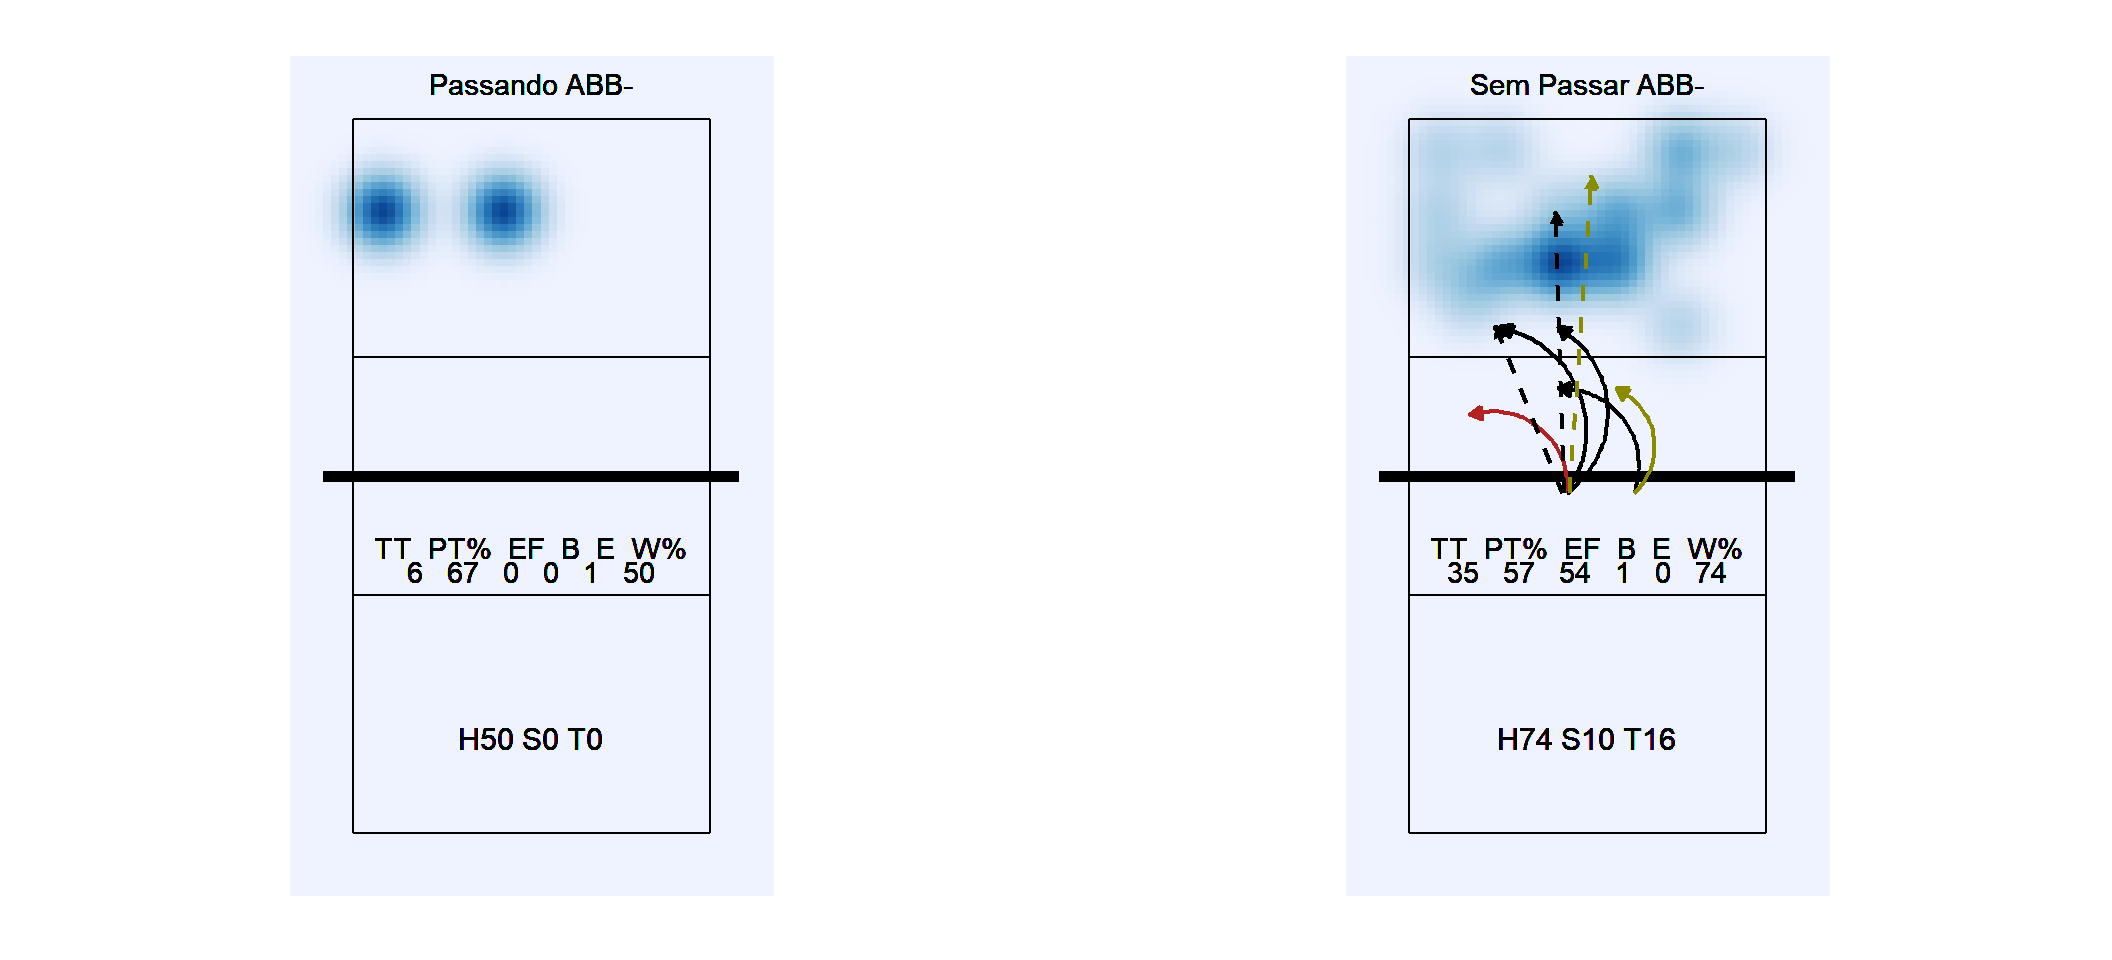 Passando ABB-
TT PT% EF B E W%
6 67 0 0 1 50
H50 S0 T0
Sem Passar ABB-
TT PT% EF B E W%
35 57 54 1 0 74
H74 S10 T16